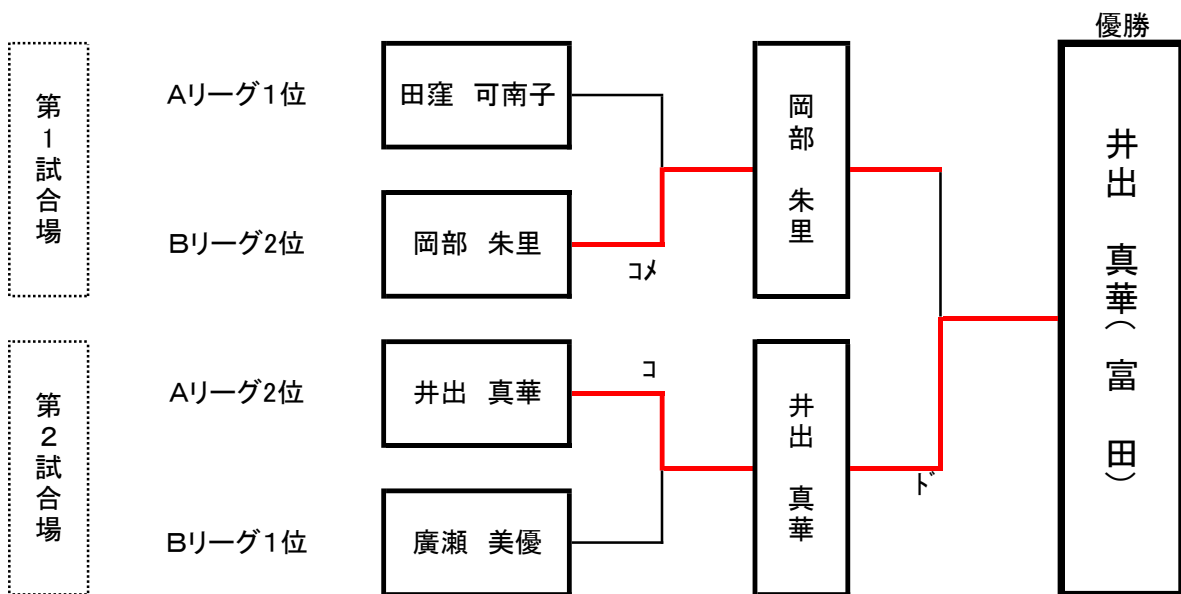 優勝
第1試合場
Aリーグ1位
田窪 可南子
Bリーグ2位
岡部 朱里
コメ
岡部 朱里
第2試合場
Aリーグ2位
井出 真華
コ
Bリーグ1位
廣瀬 美優
井出 真華
ド
井出 真華(富田)